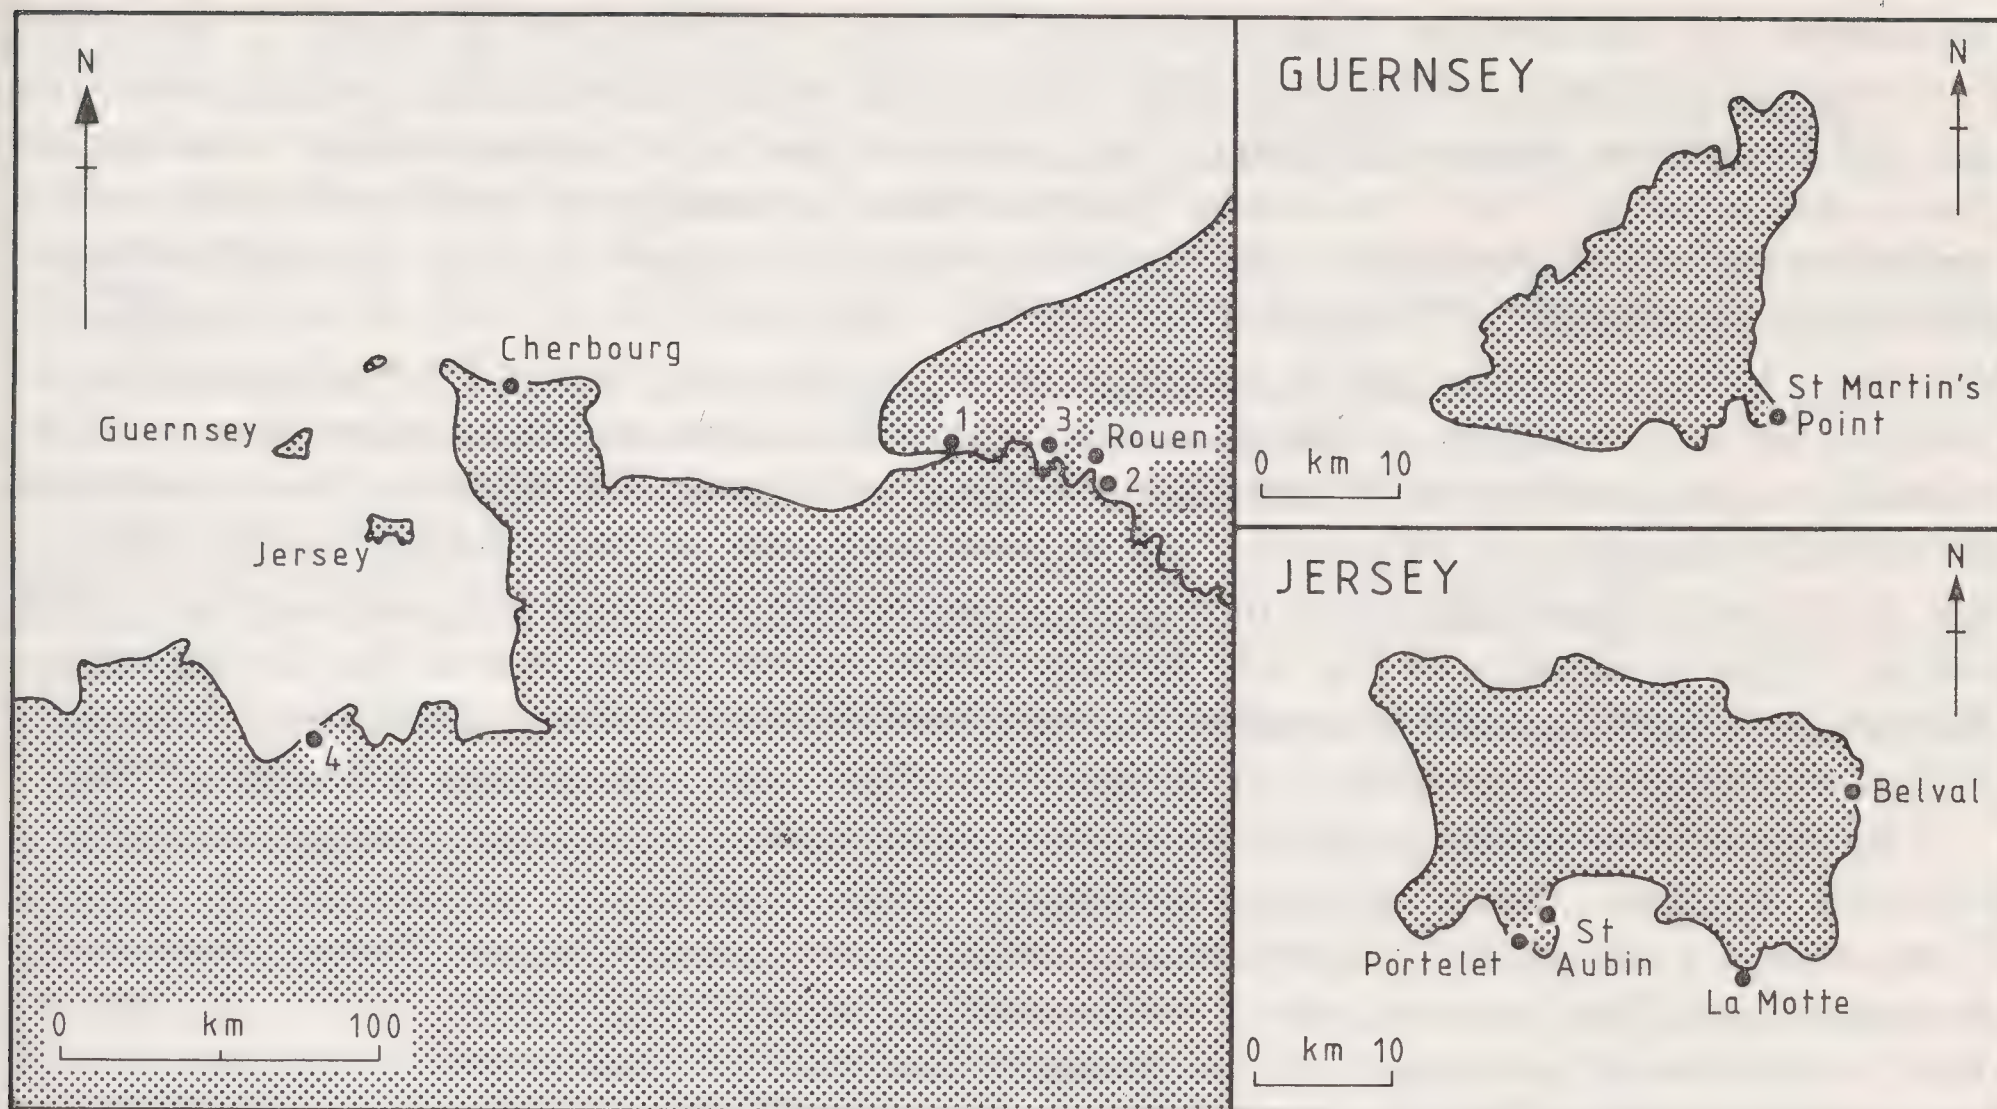 N
Cherbourg
Guernsey
Jersey
1
3
Rouen
2
4
0 km 100
GUERNSEY
N
St Martin's
Point
0 km 10
JERSEY
N
Belval
St
Aubin
Portelet
La Motte
0 km 10